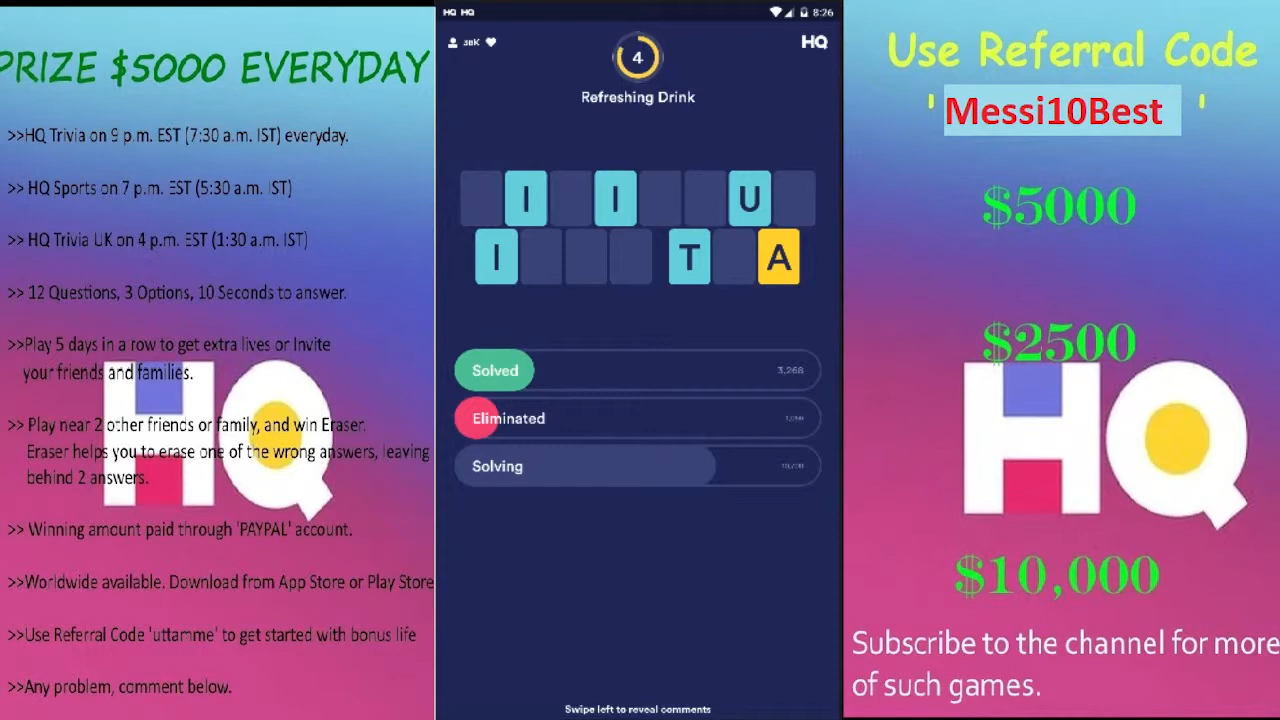 PRIZE $5000 EVERYDAY
>>HQ Trivia on 9 p.m. EST (7:30 a.m. IST) everyday.
>> HQ Sports on 7 p.m. EST (5:30 a.m. IST)
>> HQ Trivia UK on 4 p.m. EST (1:30 a.m. IST)
>> 12 Questions, 3 Options, 10 Seconds to answer.
>>Play 5 days in a row to get extra lives or Invite
your friends and families.
>> Play near 2 other friends or family, and win Eraser.
Eraser helps you to erase one of the wrong answers, leaving
behind 2 answers.
>> Winning amount paid through 'PAYPAL' account.
>>Worldwide available. Download from App Store or Play Store
>>Use Referral Code 'uttamme' to get started with bonus life
>>Any problem, comment below.
HQ
HQ HQ 8:26
38K HQ
4
Refreshing Drink
I I U
I T A
Solved 3,268
Eliminated
Solving
Swipe left to reveal comments
Use Referral Code
' Messi10Best '
$5000
$2500
HQ
$10,000
Subscribe to the channel for more
of such games.